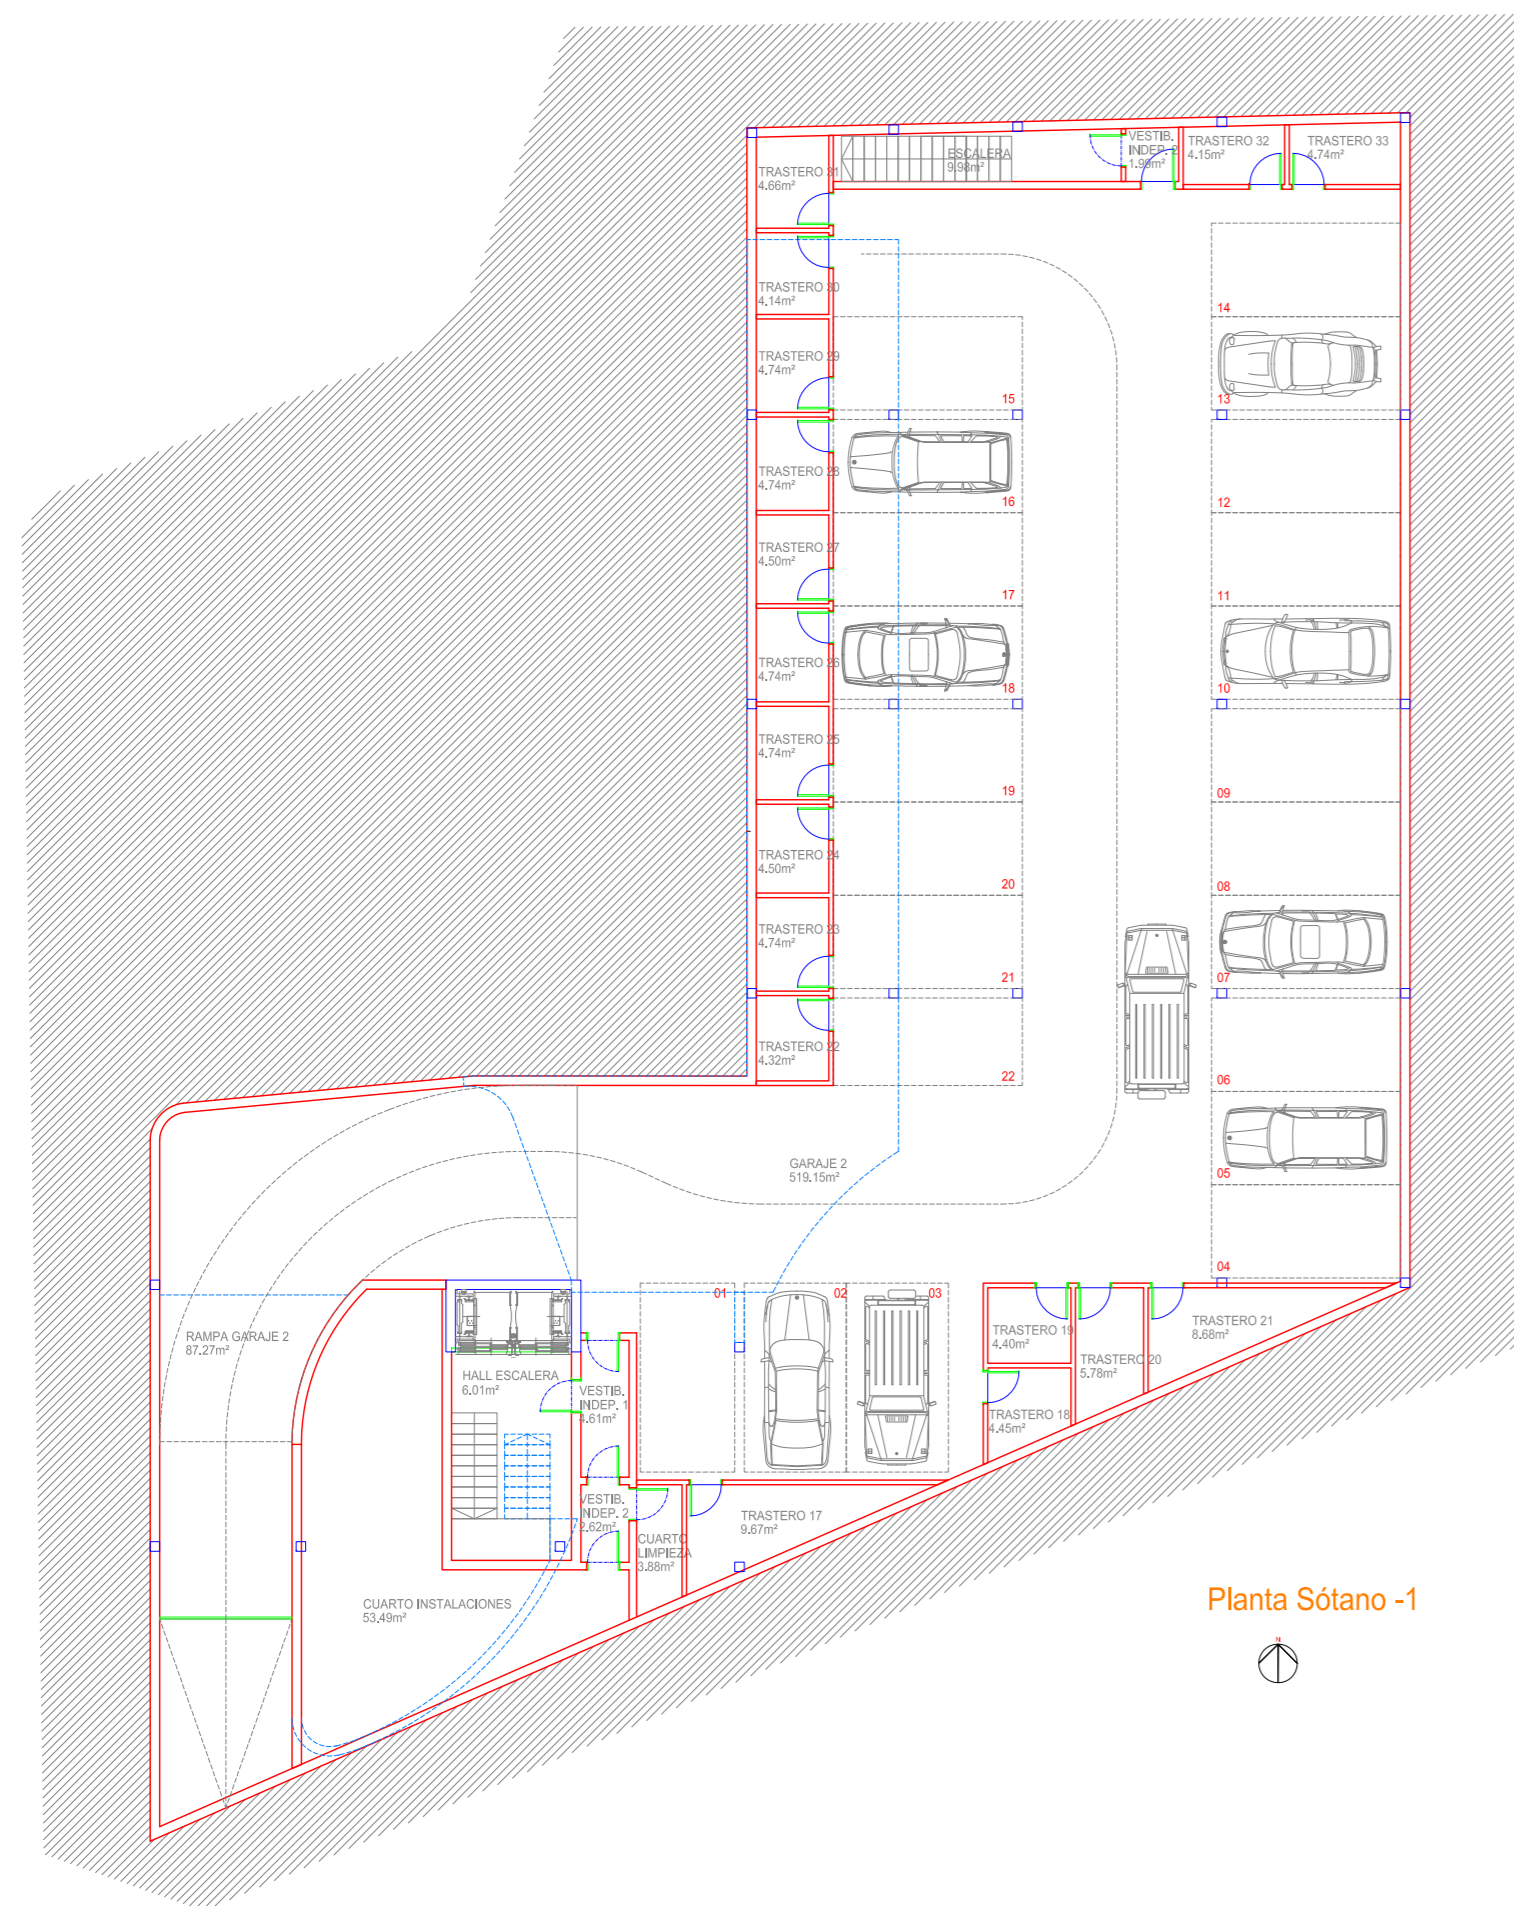 ESCALERA
9.98m²
VESTIB.
INDEP. 2
1.99m²
TRASTERO 32
4.15m²
TRASTERO 33
4.74m²
TRASTERO 31
4.66m²
TRASTERO 30
4.14m²
TRASTERO 29
4.74m²
TRASTERO 28
4.74m²
TRASTERO 27
4.50m²
TRASTERO 26
4.74m²
TRASTERO 25
4.74m²
TRASTERO 24
4.50m²
TRASTERO 23
4.74m²
TRASTERO 22
4.32m²
15
16
17
18
19
20
21
22
14
13
12
11
10
09
08
07
06
05
04
GARAJE 2
519.15m²
01
02
03
RAMPA GARAJE 2
87.27m²
HALL ESCALERA
6.01m²
VESTIB.
INDEP. 1
4.61m²
VESTIB.
INDEP. 2
2.62m²
CUARTO
LIMPIEZA
3.88m²
TRASTERO 17
9.67m²
TRASTERO 19
4.40m²
TRASTERO 18
4.45m²
TRASTERO 20
5.78m²
TRASTERO 21
8.68m²
CUARTO INSTALACIONES
53.49m²
Planta Sótano -1
N